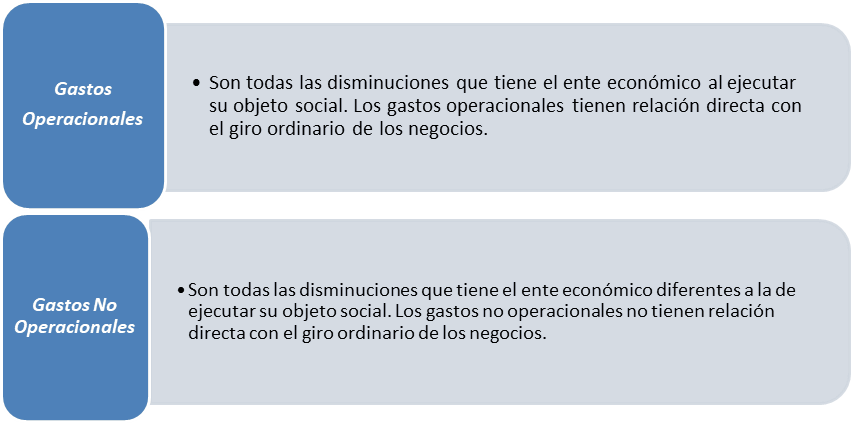 Gastos
Operacionales
• Son todas las disminuciones que tiene el ente económico al ejecutar
su objeto social. Los gastos operacionales tienen relación directa con
el giro ordinario de los negocios.
Gastos No
Operacionales
• Son todas las disminuciones que tiene el ente económico diferentes a la de
ejecutar su objeto social. Los gastos no operacionales no tienen relación
directa con el giro ordinario de los negocios.